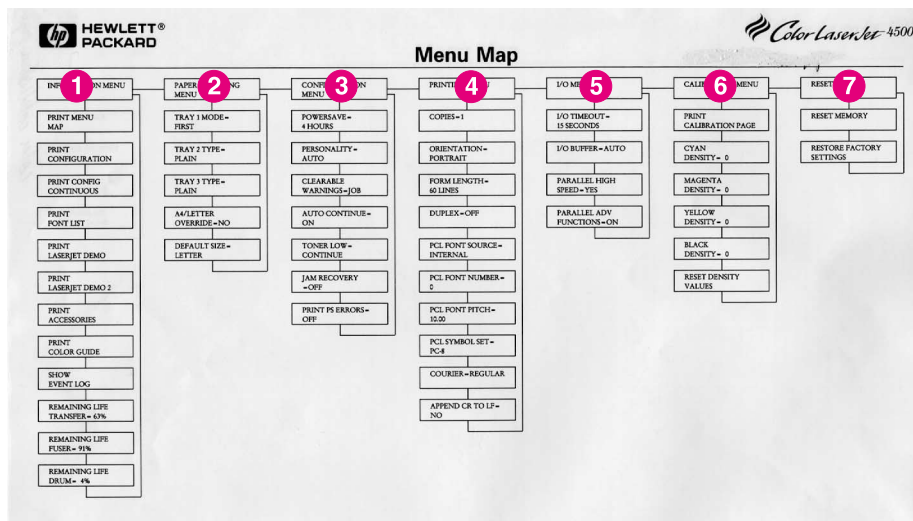 hp HEWLETT®
PACKARD
Color LaserJet 4500
Menu Map
1
MENU
PRINT MENU
MAP
PRINT
CONFIGURATION
PRINT CONFIG
CONTINUOUS
PRINT
FONT LIST
PRINT
LASERJET DEMO
PRINT
LASERJET DEMO 2
PRINT
ACCESSORIES
PRINT
COLOR GUIDE
SHOW
EVENT LOG
REMAINING LIFE
TRANSFER= 63%
REMAINING LIFE
FUSER= 91%
REMAINING LIFE
DRUM= 4%
2
MENU
TRAY 1 MODE=
FIRST
TRAY 2 TYPE=
PLAIN
TRAY 3 TYPE=
PLAIN
A4/LETTER
OVERRIDE=NO
DEFAULT SIZE=
LETTER
3
MENU
POWERSAVE=
4 HOURS
PERSONALITY=
AUTO
CLEARABLE
WARNINGS=JOB
AUTO CONTINUE=
ON
TONER LOW=
CONTINUE
JAM RECOVERY
=OFF
PRINT PS ERRORS=
OFF
4
COPIES=1
ORIENTATION=
PORTRAIT
FORM LENGTH=
60 LINES
DUPLEX=OFF
PCL FONT SOURCE=
INTERNAL
PCL FONT NUMBER=
0
PCL FONT PITCH=
10.00
PCL SYMBOL SET=
PC-8
COURIER=REGULAR
APPEND CR TO LF=
NO
5
I/O
I/O TIMEOUT=
15 SECONDS
I/O BUFFER=AUTO
PARALLEL HIGH
SPEED=YES
PARALLEL ADV
FUNCTIONS=ON
6
MENU
PRINT
CALIBRATION PAGE
CYAN
DENSITY= 0
MAGENTA
DENSITY= 0
YELLOW
DENSITY= 0
BLACK
DENSITY= 0
RESET DENSITY
VALUES
7
RESET MEMORY
RESTORE FACTORY
SETTINGS